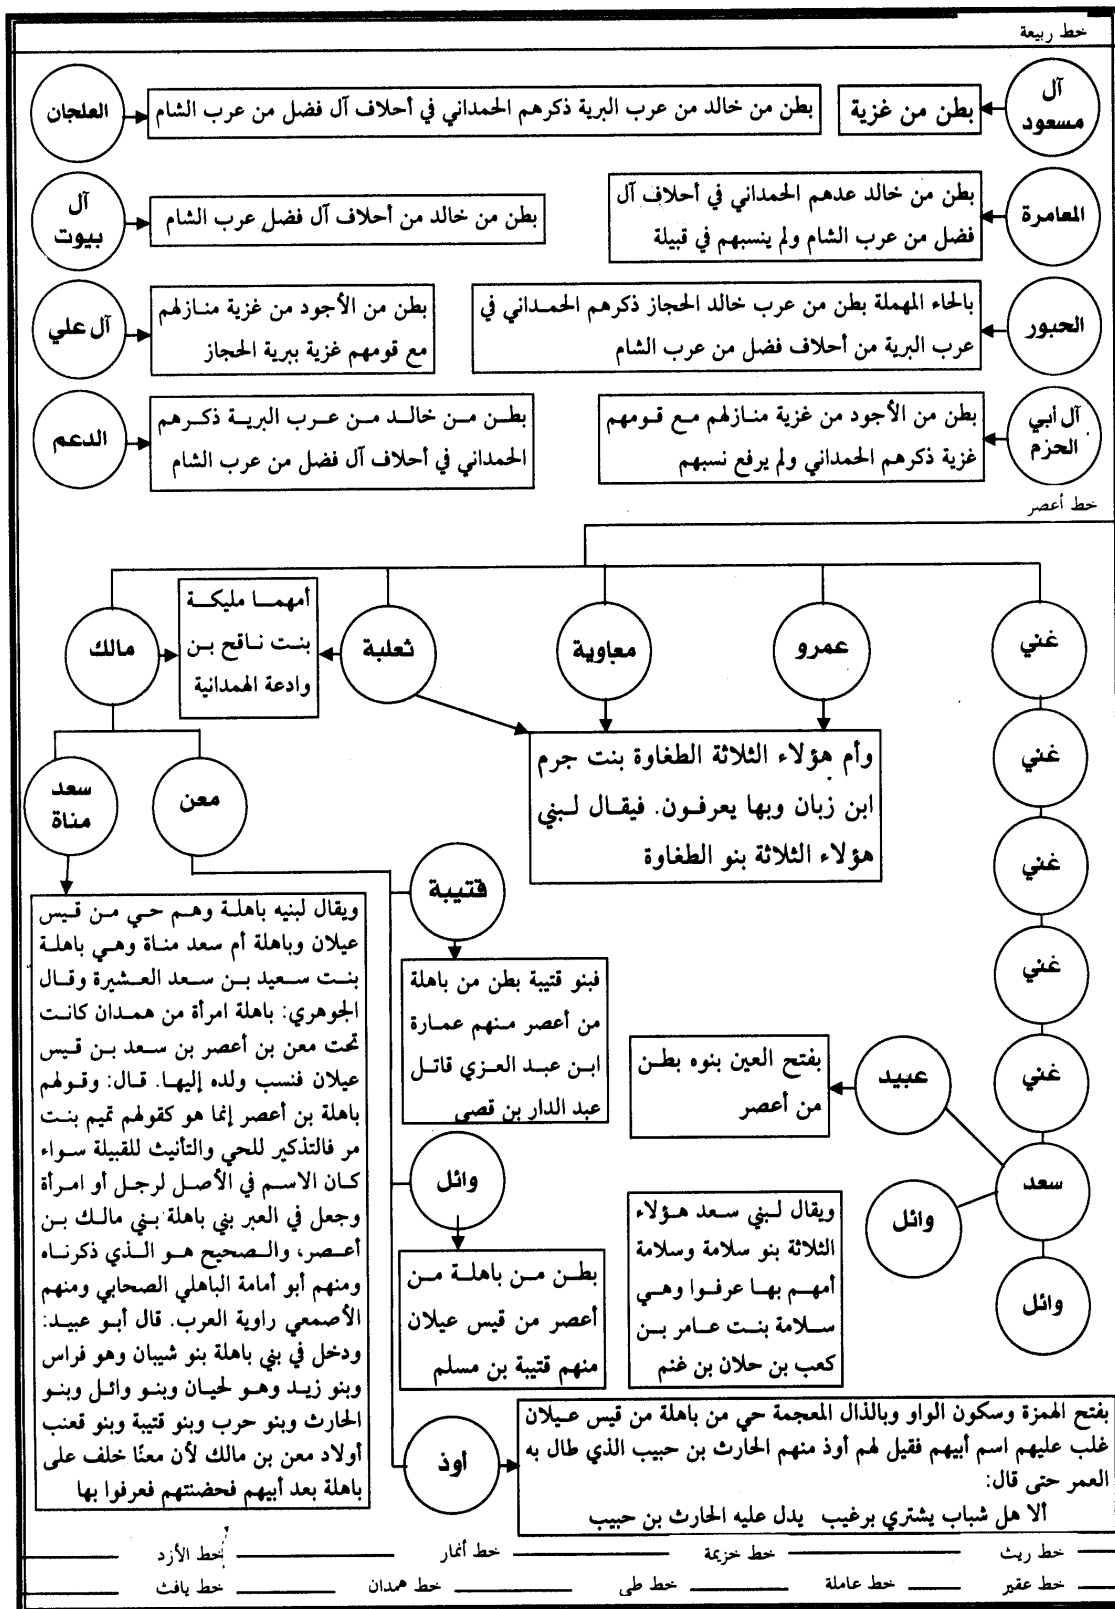 خط ربيعة
آل
مسعود
بطن من غزية
بطن من خالد من عرب البرية ذكرهم الحمداني في أحلاف آل فضل من عرب الشام
العلجان
المعامرة
بطن من خالد عدهم الحمداني في أحلاف آل
فضل من عرب الشام ولم ينسبهم في قبيلة
بطن من خالد من أحلاف آل فضل عرب الشام
آل
بيوت
الحبور
بالحاء المهملة بطن من عرب خالد الحجاز ذكرهم الحمداني في
عرب البرية من أحلاف فضل من عرب الشام
بطن من الأجود من غزية منازلهم
مع قومهم غزية ببرية الحجاز
آل علي
آل أبي
الحزم
بطن من الأجود من غزية منازلهم مع قومهم
غزية ذكرهم الحمداني ولم يرفع نسبهم
بطن من خالد من عرب البرية ذكرهم
الحمداني في أحلاف آل فضل من عرب الشام
الدعم
خط أعصر
غني
عمرو
معاوية
ثعلبة
أمهما مليكة
بنت ناقح بن
وادعة الهمدانية
مالك
غني
وأم هؤلاء الثلاثة الطغاوة بنت جرم
ابن زبان وبها يعرفون. فيقال لبني
هؤلاء الثلاثة بنو الطغاوة
معن
سعد
مناة
غني
قتيبة
ويقال لبنيه باهلة وهم حي من قيس
عيلان وباهلة أم سعد مناة وهي باهلة
بنت سعيد بن سعد العشيرة وقال
الجوهري: باهلة امرأة من همدان كانت
تحت معن بن أعصر بن سعد بن قيس
عيلان فنسب ولده إليها. قال: وقولهم
باهلة بن أعصر إنما هو كقولهم تميم بنت
مر فالتذكير للحي والتأنيث للقبيلة سواء
كان الاسم في الأصل لرجل أو امرأة
وجعل في العبر بني باهلة بني مالك بن
أعصر، والصحيح هو الذي ذكرناه
ومنهم أبو أمامة الباهلي الصحابي ومنهم
الأصمعي راوية العرب. قال أبو عبيد:
ودخل في بني باهلة بنو شيبان وهو فراس
وبنو زيد وهو لحيان وبنو وائل وبنو
الحارث وبنو حرب وبنو قتيبة وبنو قعنب
أولاد معن بن مالك لأن معنًا خلف على
باهلة بعد أبيهم فحضنتهم فعرفوا بها
غني
فبنو قتيبة بطن من باهلة
من أعصر منهم عمارة
ابن عبد العزي قاتل
عبد الدار بن قصي
غني
عبيد
بفتح العين بنوه بطن
من أعصر
سعد
وائل
وائل
ويقال لبني سعد هؤلاء
الثلاثة بنو سلامة وسلامة
أمهم بها عرفوا وهي
سلامة بنت عامر بن
كعب بن حلان بن غنم
وائل
بطن من باهلة من
أعصر من قيس عيلان
منهم قتيبة بن مسلم
أوذ
بفتح الهمزة وسكون الواو وبالذال المعجمة حي من باهلة من قيس عيلان
غلب عليهم اسم أبيهم فقيل لهم أوذ منهم الحارث بن حبيب الذي طال به
العمر حتى قال:
ألا هل شباب يشتري برغيب يدل عليه الحارث بن حبيب
خط ريث خط خزيمة خط أنمار خط الأزد
خط عقير خط عاملة خط طى خط همدان خط يافث